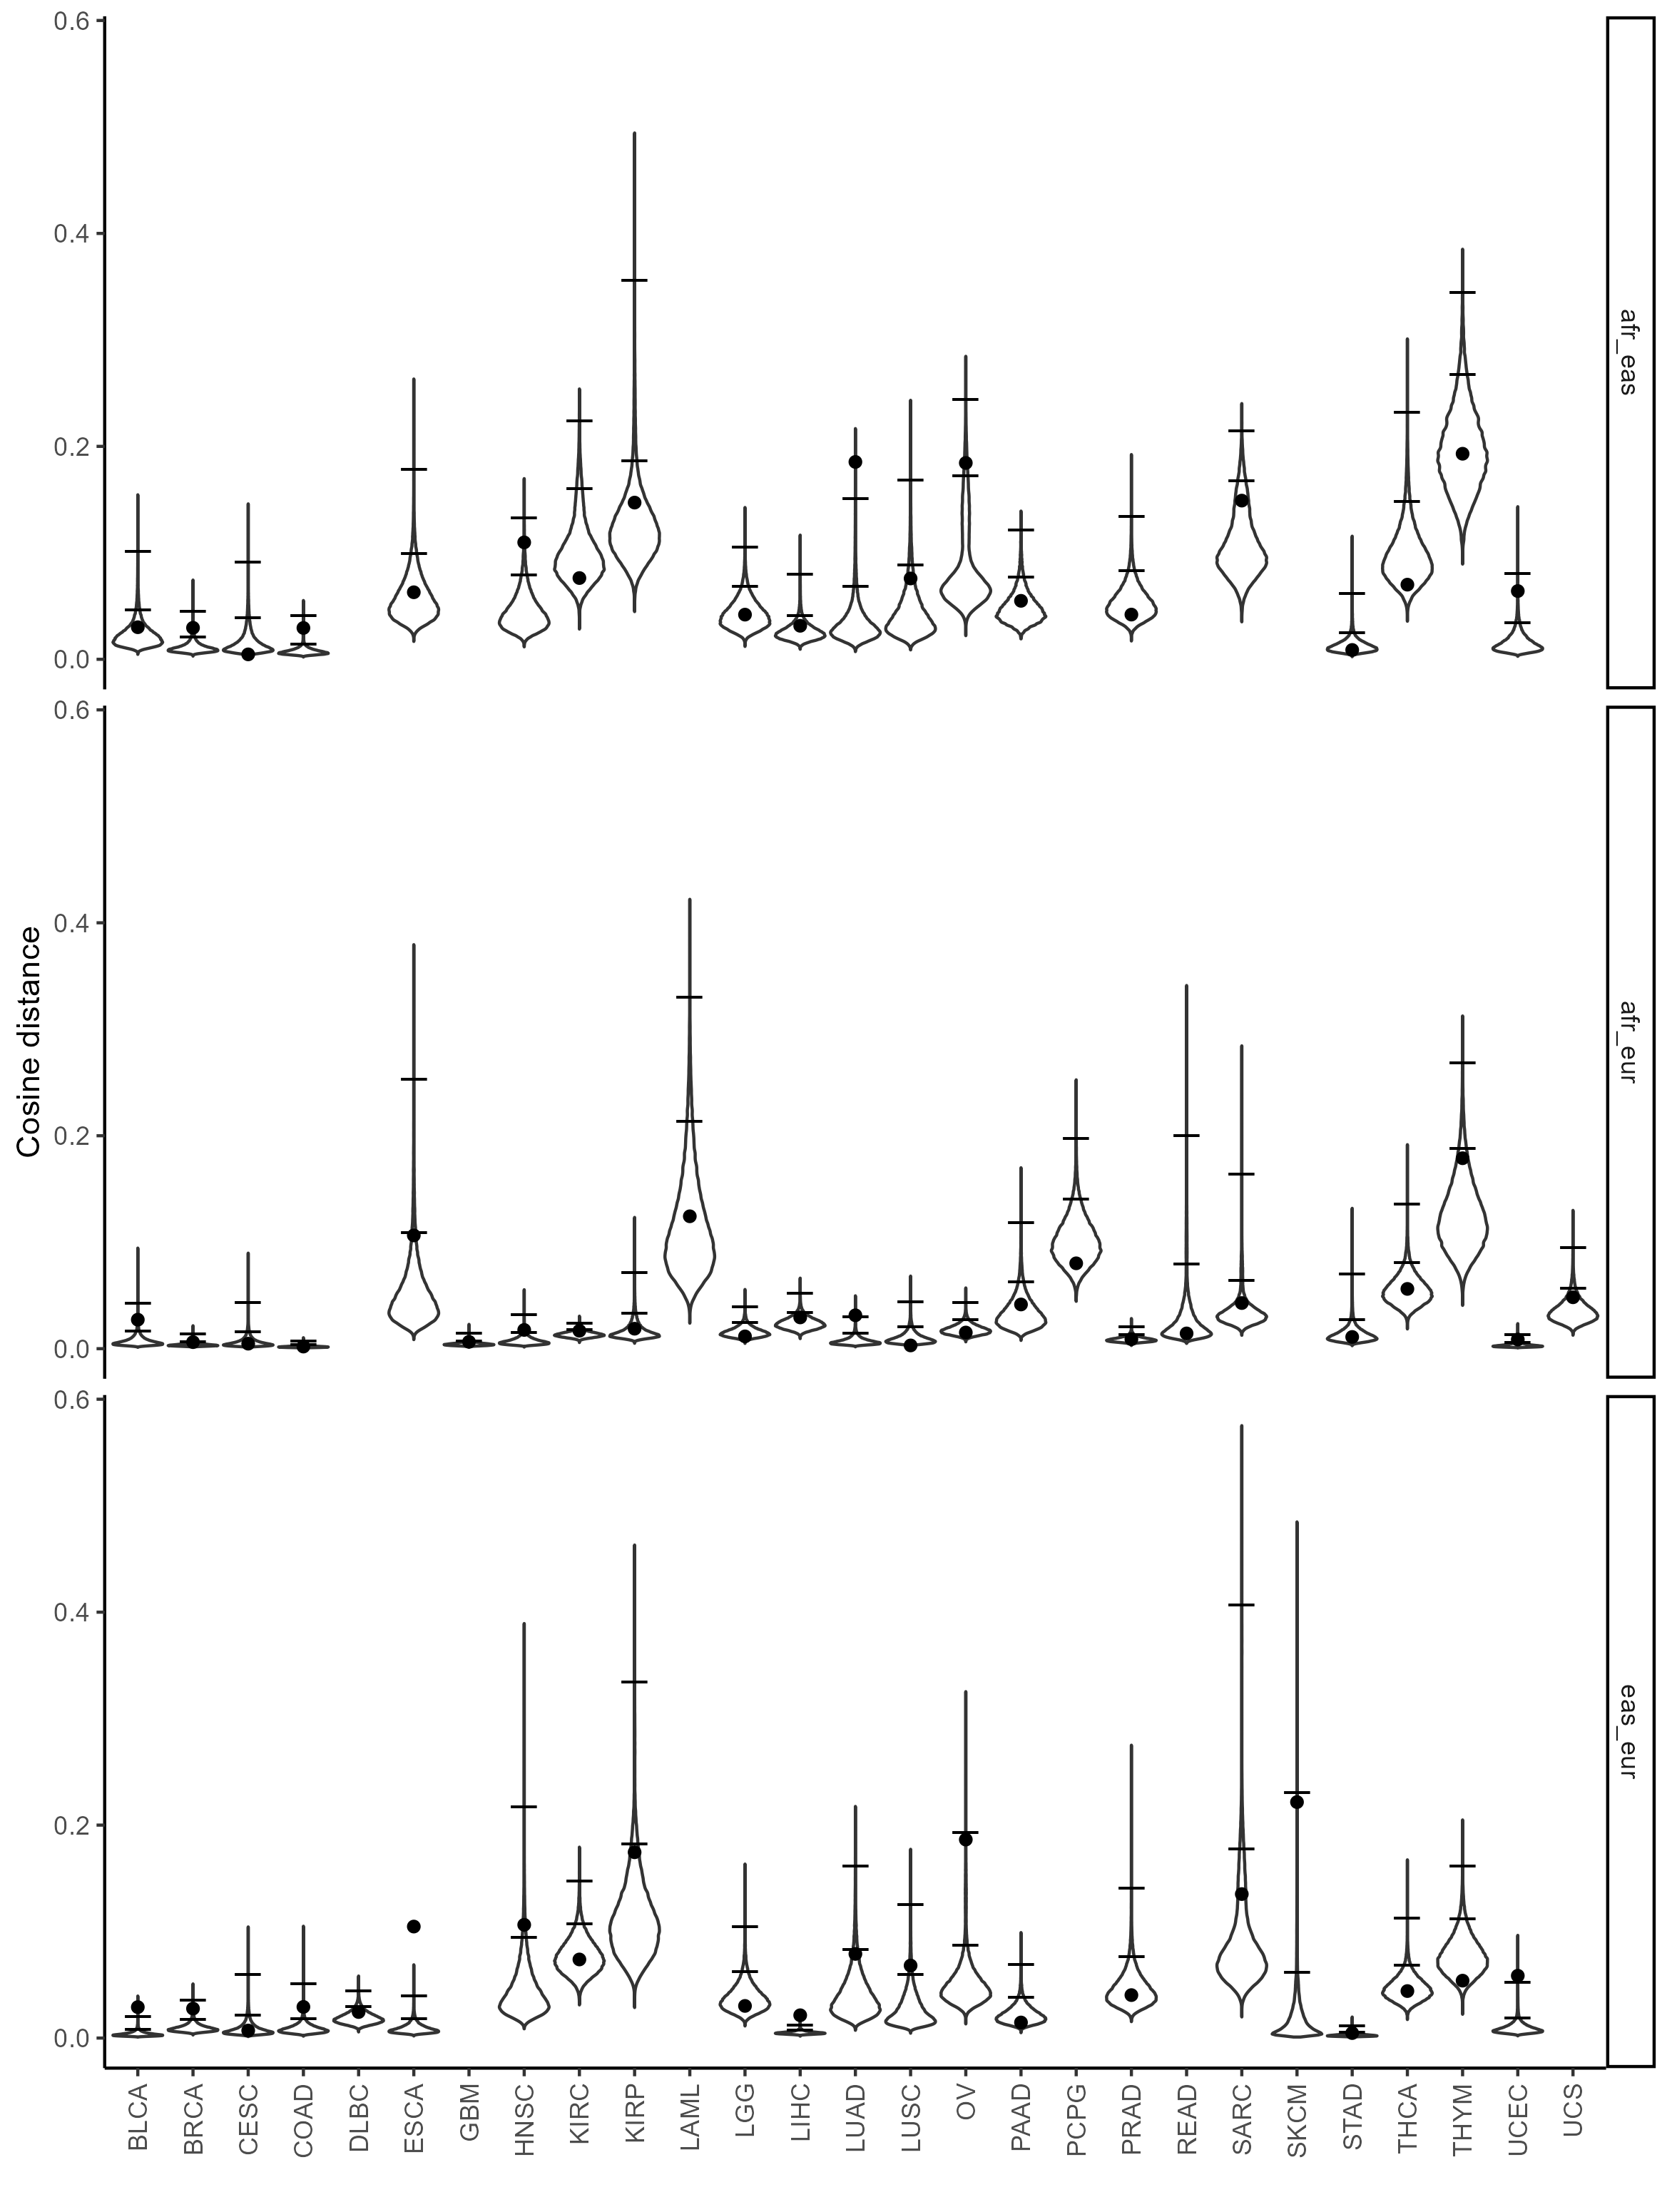 Cosine distance
0.6
0.4
0.2
0.0
afr_eas
0.6
0.4
0.2
0.0
afr_eur
0.6
0.4
0.2
0.0
eas_eur
BLCA
BRCA
CESC
COAD
DLBC
ESCA
GBM
HNSC
KIRC
KIRP
LAML
LGG
LIHC
LUAD
LUSC
OV
PAAD
PCPG
PRAD
READ
SARC
SKCM
STAD
THCA
THYM
UCEC
UCS